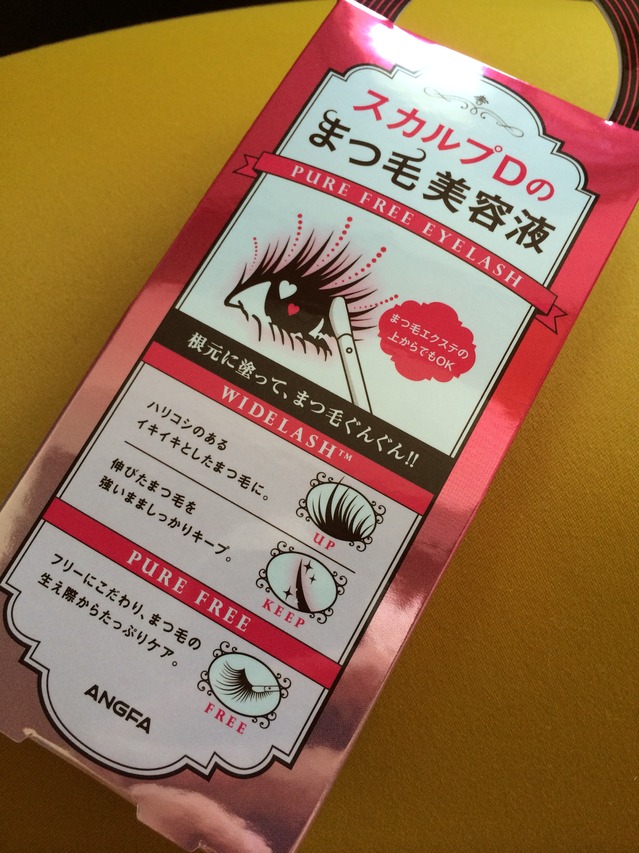 スカルプDの
まつ毛美容液
PURE FREE EYELASH
まつ毛エクステの
上からでもOK
根元に塗って、まつ毛ぐんぐん!!
WIDELASH™
ハリコシのある
イキイキとしたまつ毛に。
UP
伸びたまつ毛を
強いまましっかりキープ。
KEEP
PURE FREE
フリーにこだわり、まつ毛の
生え際からたっぷりケア。
FREE
ANGFA